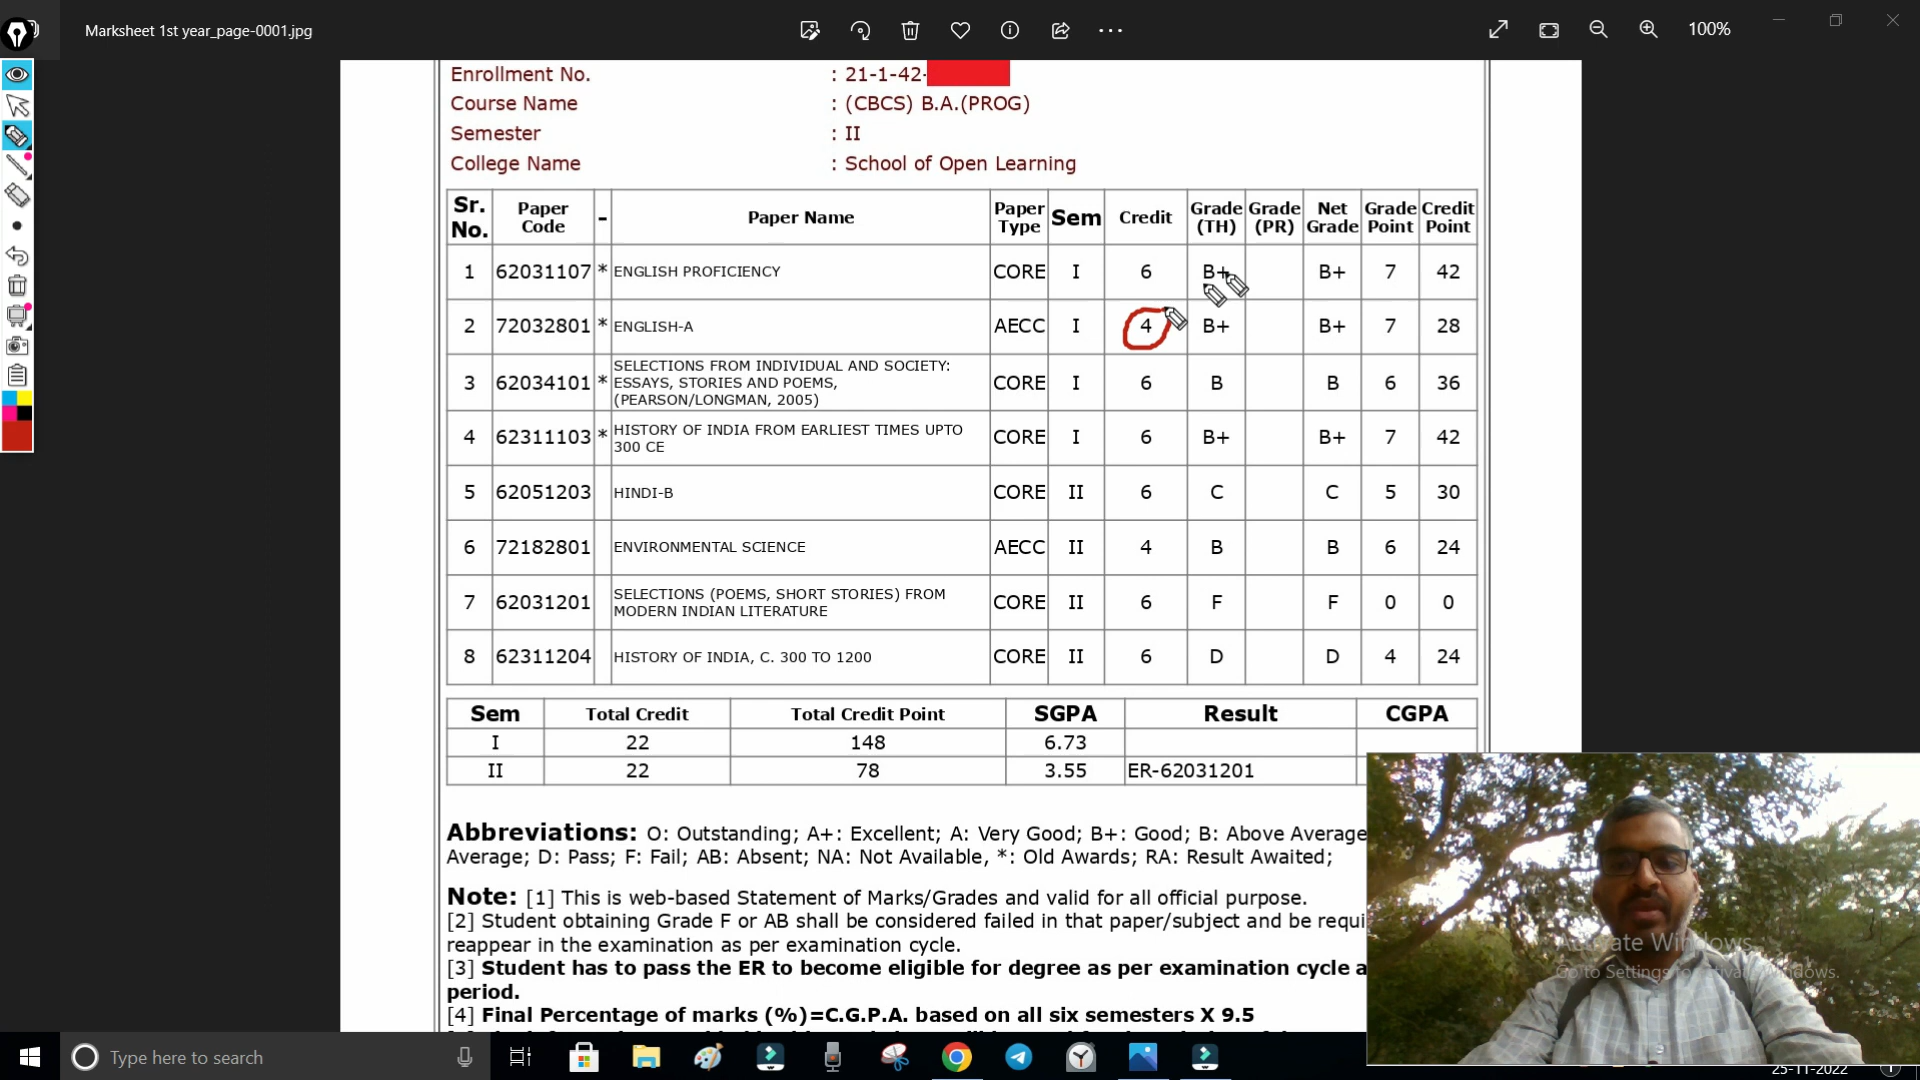 Marksheet 1st year_page-0001.jpg
100%
Enrollment No. : 21-1-42-
Course Name : (CBCS) B.A.(PROG)
Semester : II
College Name : School of Open Learning
Sr. No. Paper Code - Paper Name Paper Type Sem Credit Grade (TH) Grade (PR) Net Grade Grade Point Credit Point
1 62031107 * ENGLISH PROFICIENCY CORE I 6 B+ B+ 7 42
2 72032801 * ENGLISH-A AECC I 4 B+ B+ 7 28
3 62034101 * SELECTIONS FROM INDIVIDUAL AND SOCIETY: ESSAYS, STORIES AND POEMS, (PEARSON/LONGMAN, 2005) CORE I 6 B B 6 36
4 62311103 * HISTORY OF INDIA FROM EARLIEST TIMES UPTO 300 CE CORE I 6 B+ B+ 7 42
5 62051203 HINDI-B CORE II 6 C C 5 30
6 72182801 ENVIRONMENTAL SCIENCE AECC II 4 B B 6 24
7 62031201 SELECTIONS (POEMS, SHORT STORIES) FROM MODERN INDIAN LITERATURE CORE II 6 F F 0 0
8 62311204 HISTORY OF INDIA, C. 300 TO 1200 CORE II 6 D D 4 24
Sem Total Credit Total Credit Point SGPA Result CGPA
I 22 148 6.73
II 22 78 3.55 ER-62031201
Abbreviations: O: Outstanding; A+: Excellent; A: Very Good; B+: Good; B: Above Average
Average; D: Pass; F: Fail; AB: Absent; NA: Not Available, *: Old Awards; RA: Result Awaited;
Note: [1] This is web-based Statement of Marks/Grades and valid for all official purpose.
[2] Student obtaining Grade F or AB shall be considered failed in that paper/subject and be requi
reappear in the examination as per examination cycle.
[3] Student has to pass the ER to become eligible for degree as per examination cycle a
period.
[4] Final Percentage of marks (%)=C.G.P.A. based on all six semesters X 9.5
Activate Windows
Go to Settings to activate Windows.
Type here to search
25-11-2022